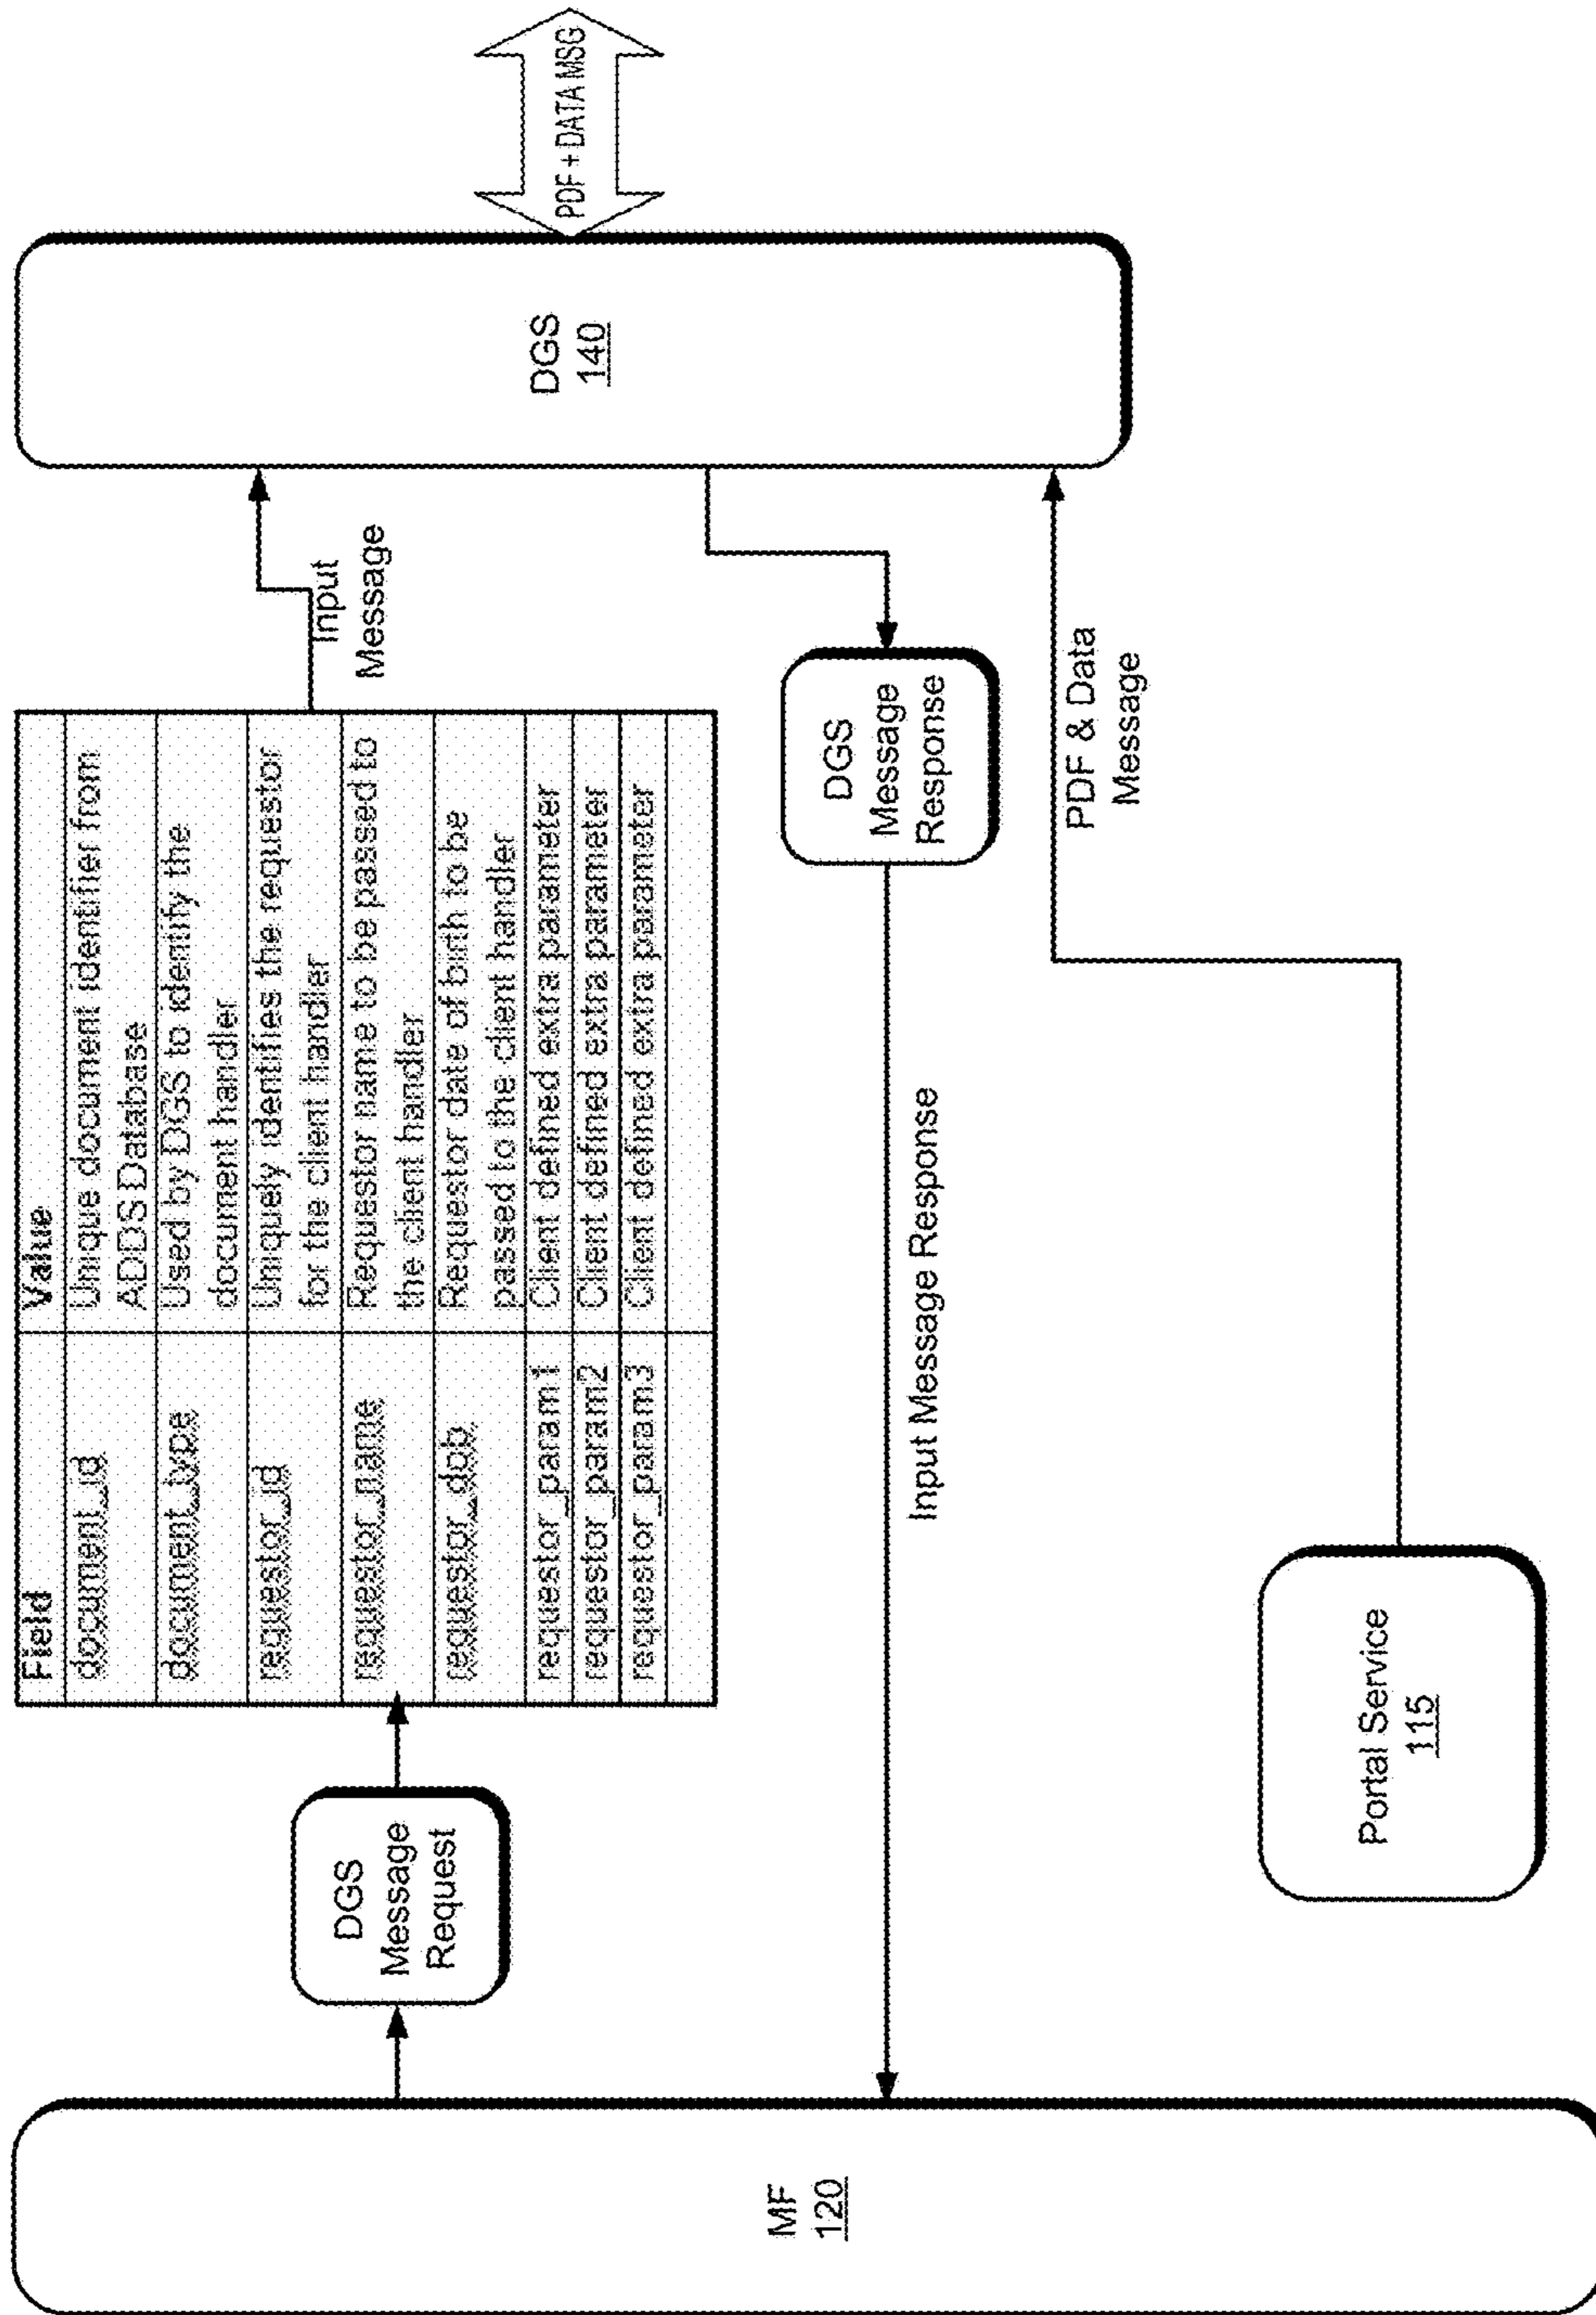 MF
120
DGS
Message
Request
Field Value
document_id Unique document identifier from
ADDS Database
document_type Used by DGS to identify the
document handler
requestor_id Uniquely identifies the requestor
for the client handler
requestor_name Requestor name to be passed to
the client handler
requestor_dob Requestor date of birth to be
passed to the client handler
requestor_param1 Client defined extra parameter
requestor_param2 Client defined extra parameter
requestor_param3 Client defined extra parameter
Input
Message
DGS
140
PDF + DATA MSG
DGS
Message
Response
Input Message Response
PDF & Data
Message
Portal Service
115